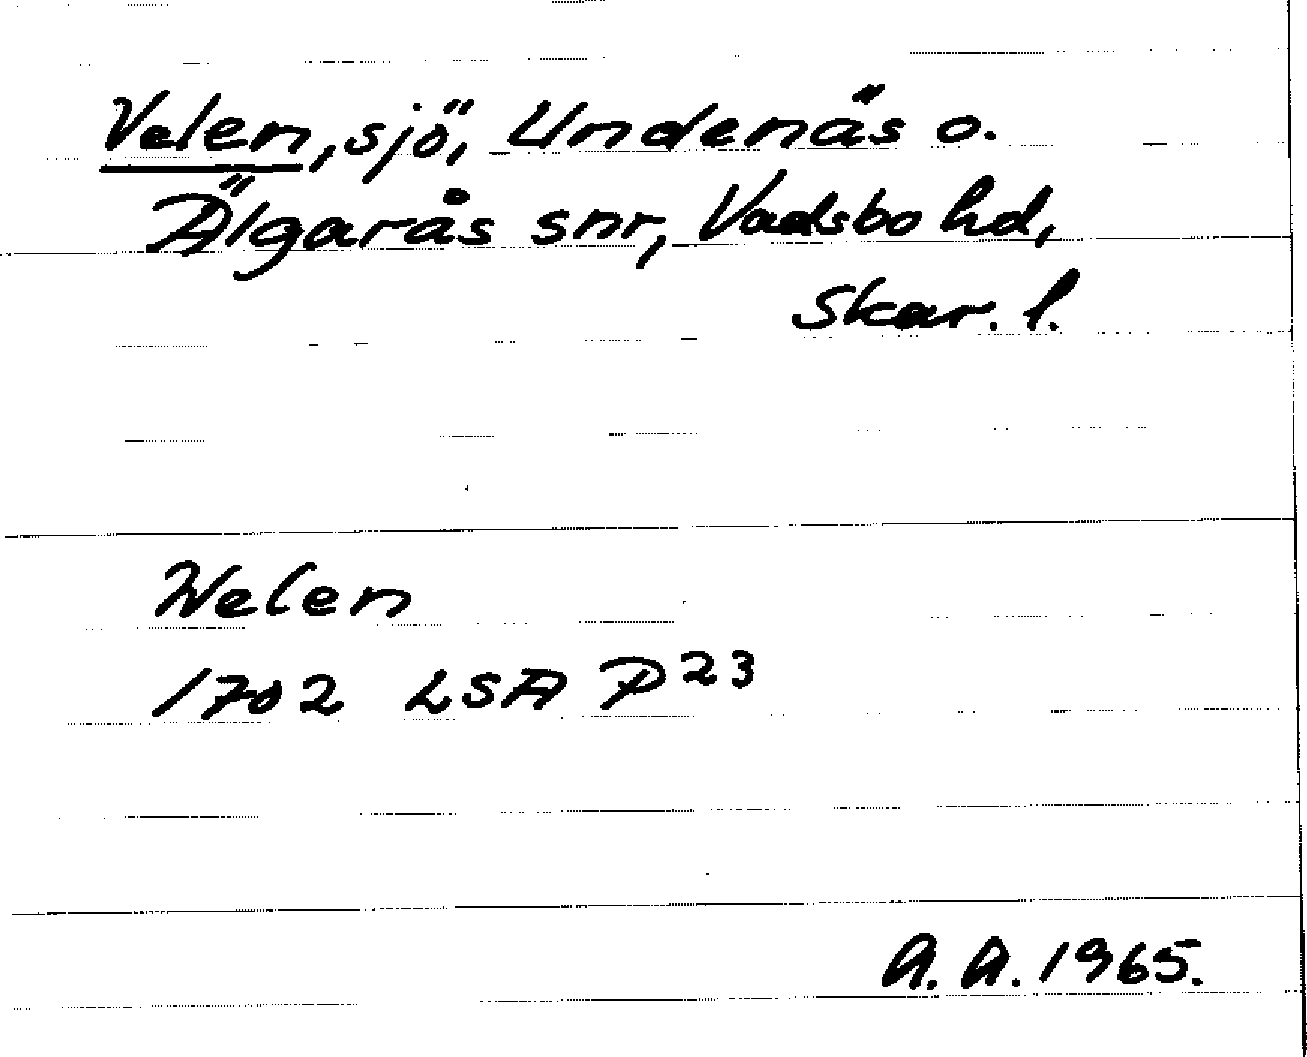 Velen, sjö, Undenäs o.
Älgarås snr, Vadsbo hd,
Skar. l.
Welen
1702 LSA P23
A.A. 1965.